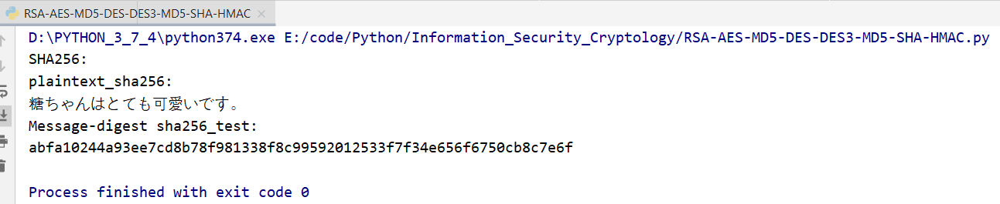 RSA-AES-MD5-DES-DES3-MD5-SHA-HMAC
D:\PYTHON_3_7_4\python374.exe E:/code/Python/Information_Security_Cryptology/RSA-AES-MD5-DES-DES3-MD5-SHA-HMAC.py
SHA256:
plaintext_sha256:
糖ちゃんはとても可愛いです。
Message-digest sha256_test:
abfa10244a93ee7cd8b78f981338f8c99592012533f7f34e656f6750cb8c7e6f
Process finished with exit code 0